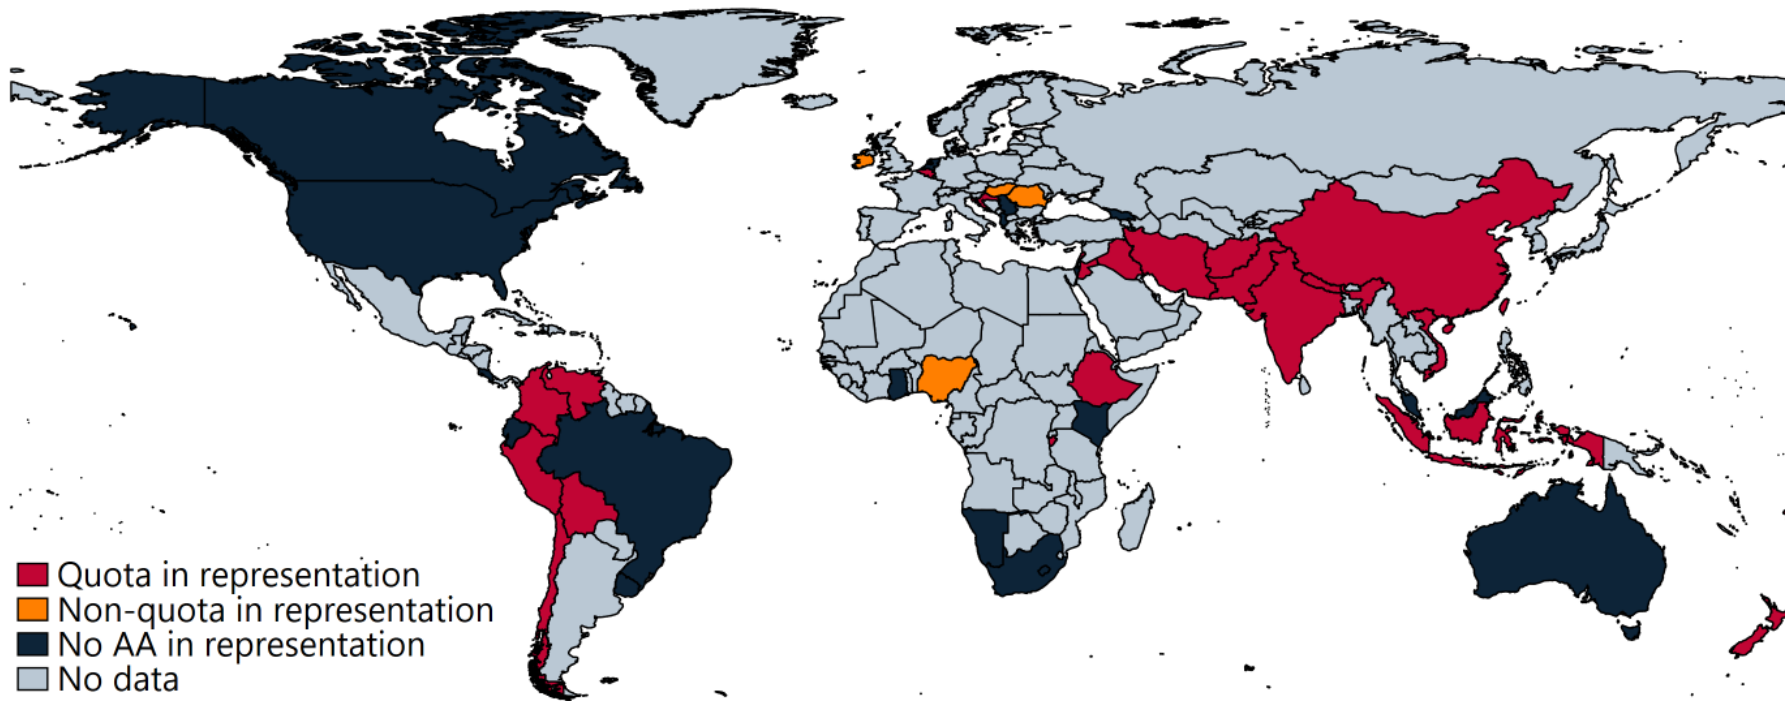 Quota in representation
Non-quota in representation
No AA in representation
No data